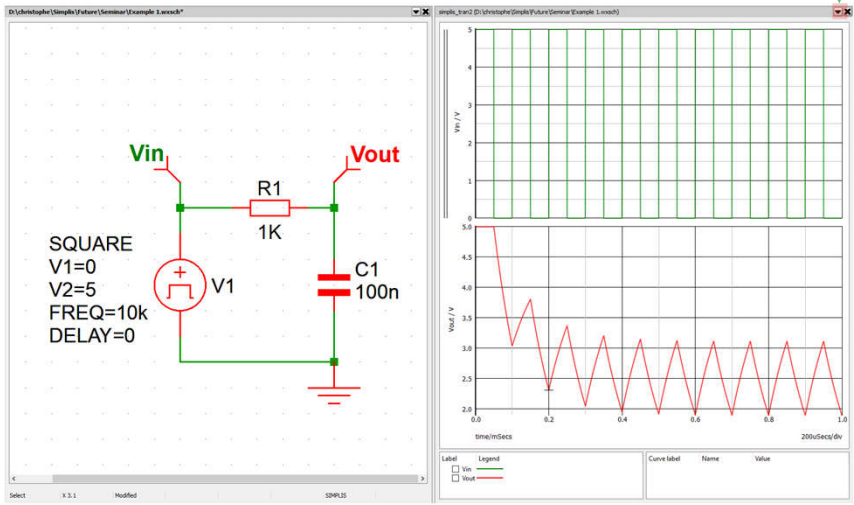 D:\christophe\Simplis\Future\Seminar\Example 1.wxsch*
Vin
Vout
R1
1K
SQUARE
V1=0
V2=5
FREQ=10k
DELAY=0
V1
C1
100n
Select
X 3.1
Modified
SIMPLIS
simplis_tran2 (D:\christophe\Simplis\Future\Seminar\Example 1.wxsch)
Vin / V
5
4
3
2
1
0
Vout / V
5.0
4.5
4.0
3.5
3.0
2.5
2.0
0.0 0.2 0.4 0.6 0.8 1.0
time/mSecs 200uSecs/div
Label Legend
Vin
Vout
Curve label Name Value